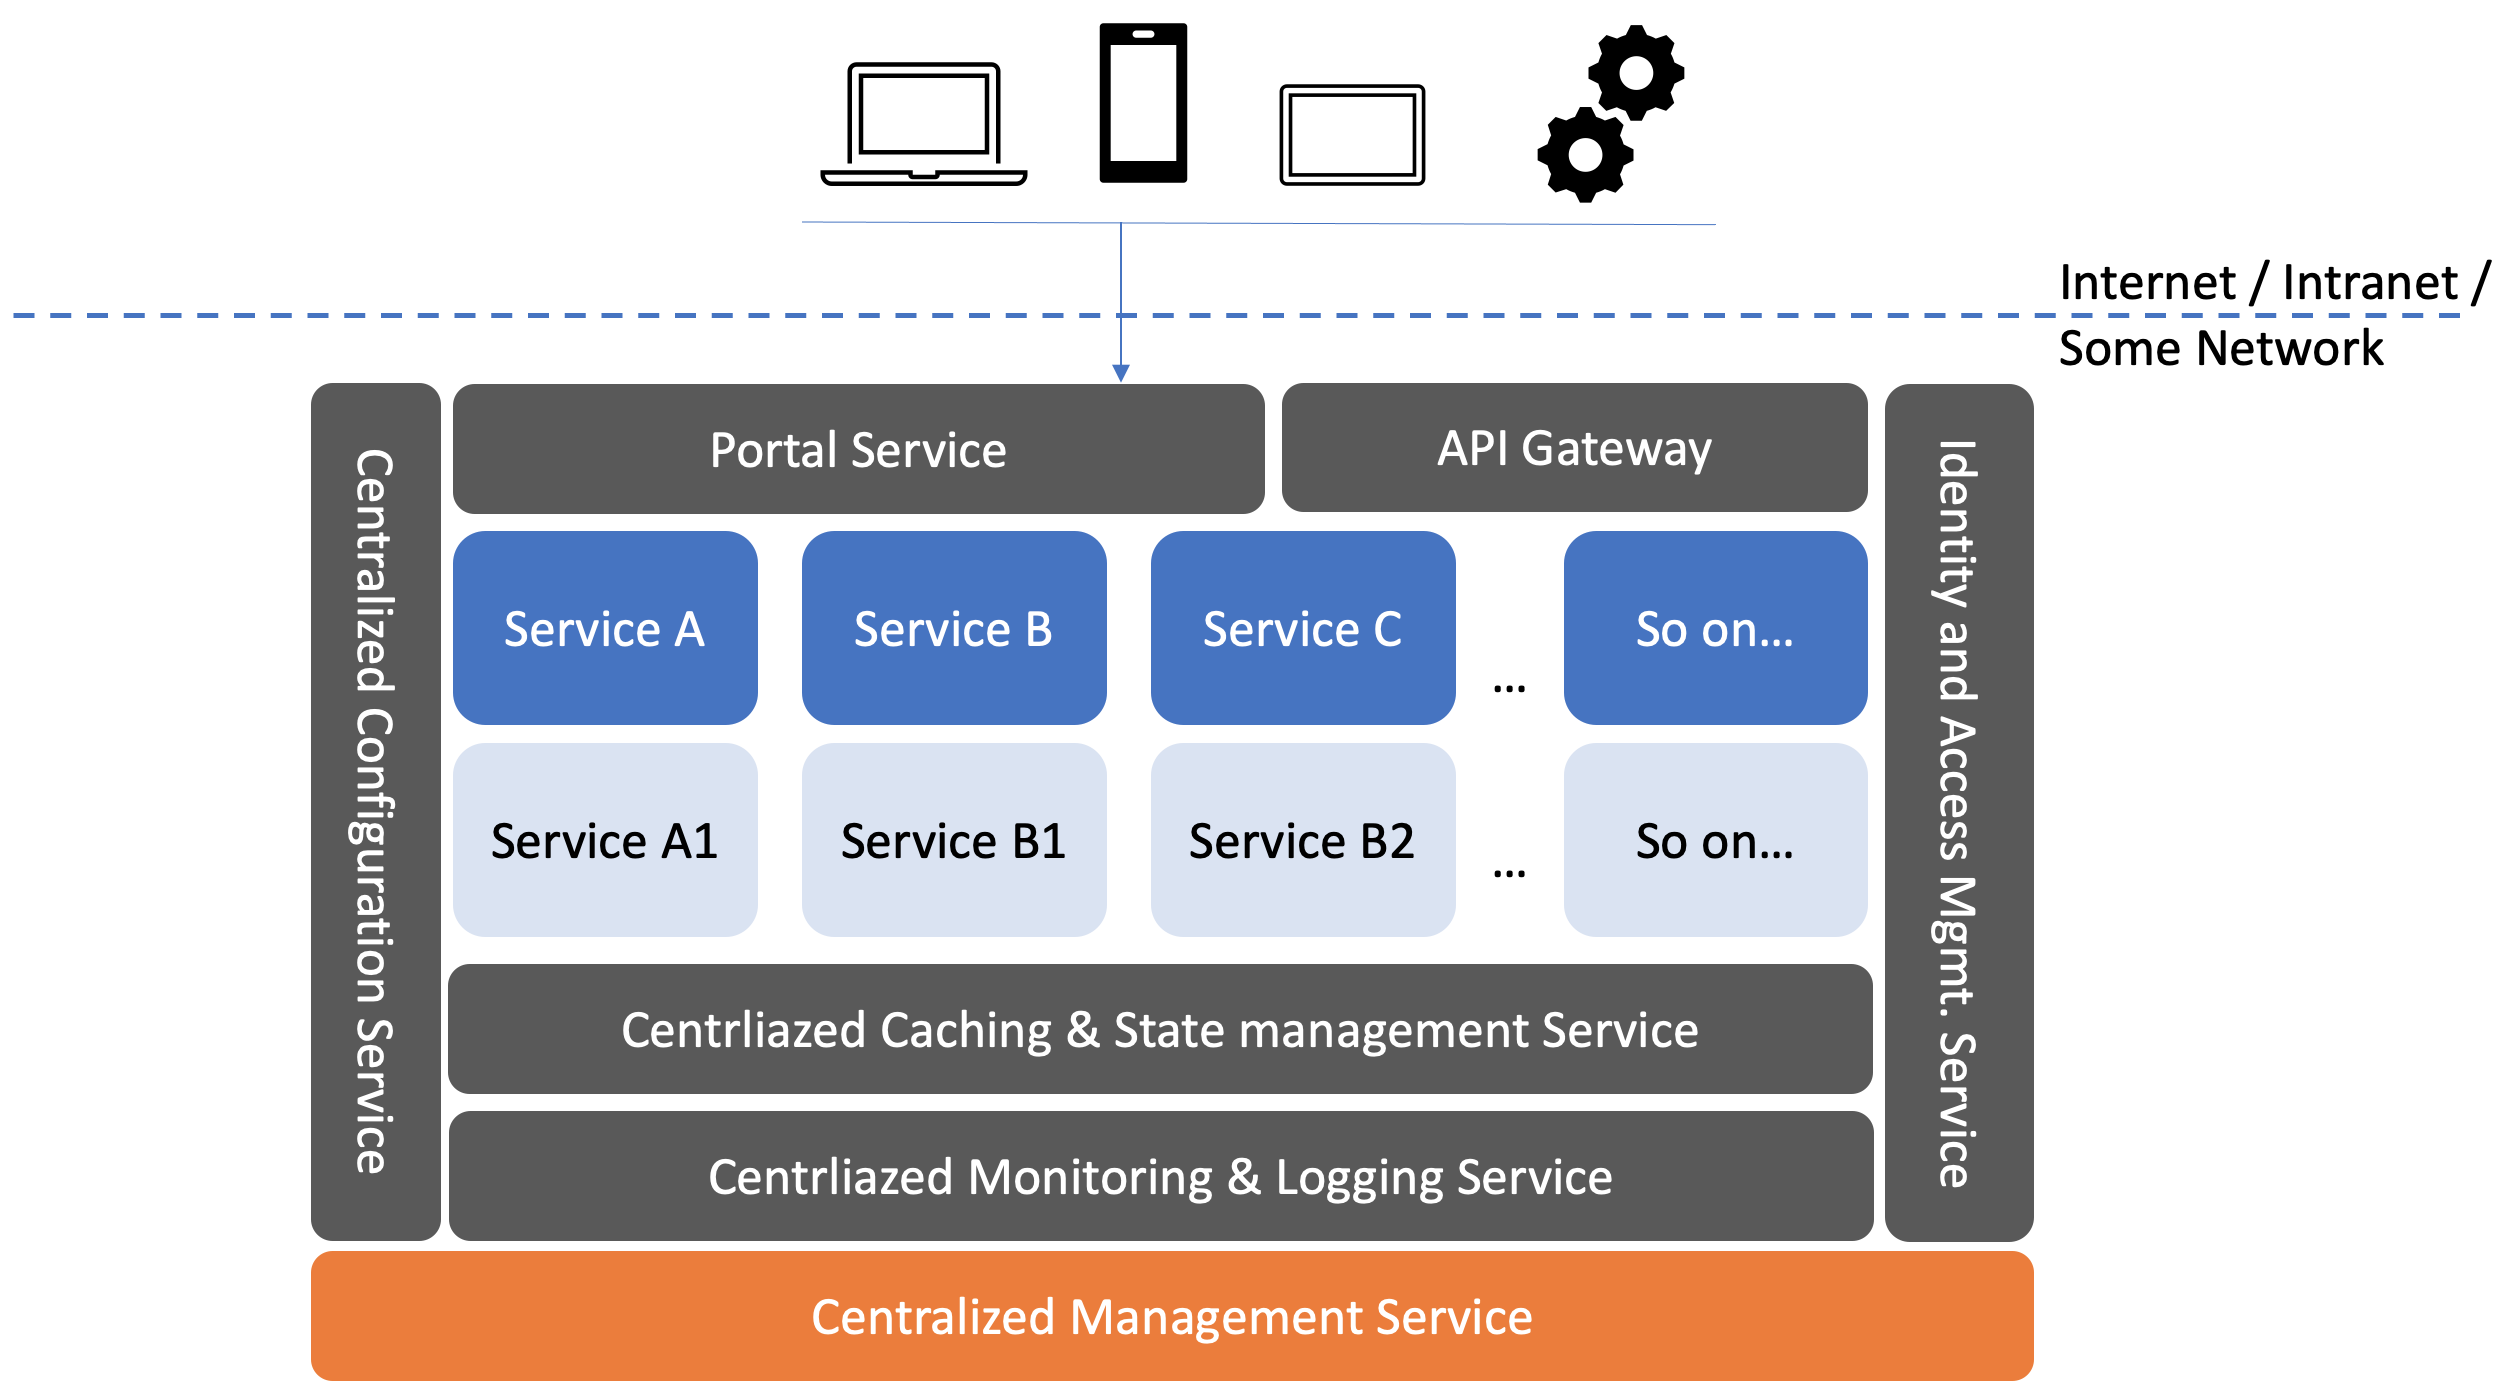 Internet / Intranet /
Some Network
Centralized Configuration Service
Portal Service
API Gateway
Identity and Access Mgmt. Service
Service A
Service B
Service C
...
So on...
Service A1
Service B1
Service B2
...
So on...
Centrliazed Caching & State management Service
Centrliazed Monitoring & Logging Service
Centralized Management Service